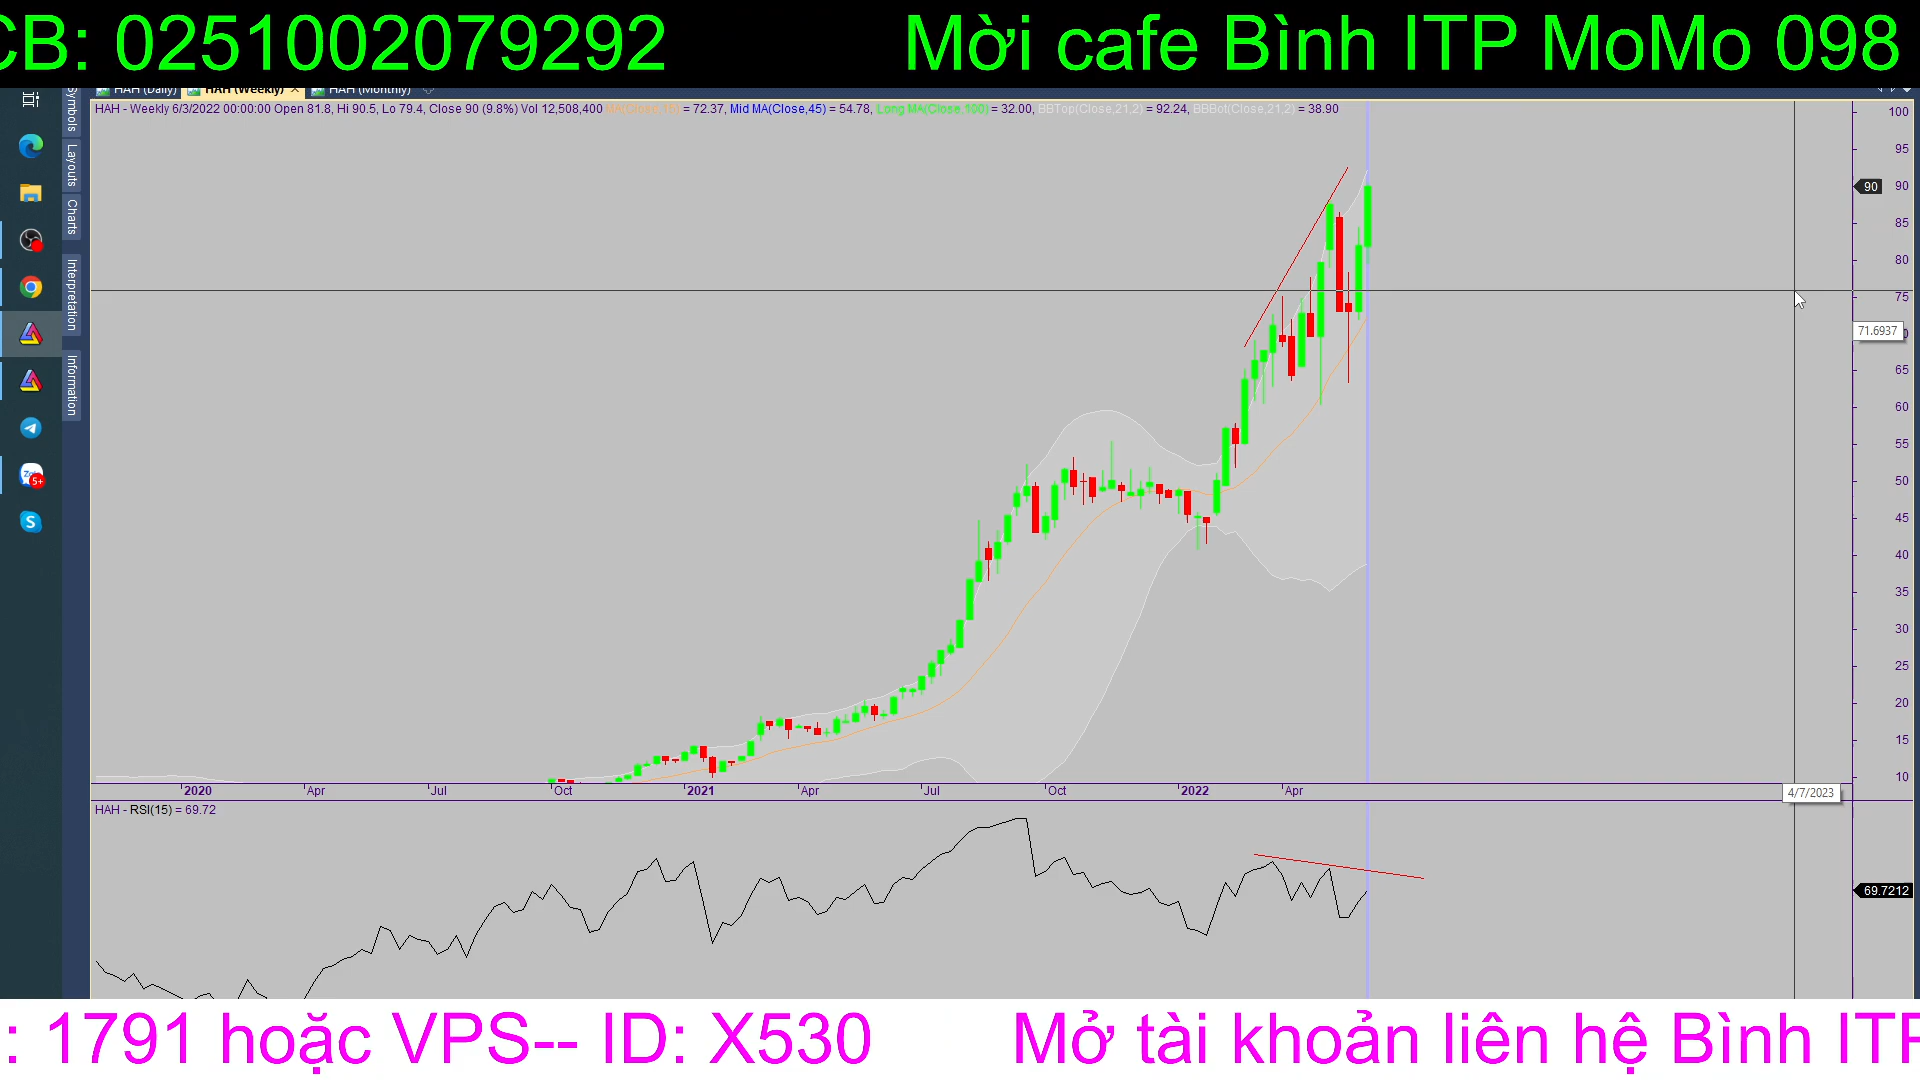 CB: 0251002079292 Mời cafe Bình ITP MoMo 098
HAH (Daily) HAH (Weekly) HAH (Monthly)
HAH - Weekly 6/3/2022 00:00:00 Open 81.8, Hi 90.5, Lo 79.4, Close 90 (9.8%) Vol 12,508,400 = 72.37, Mid MA(Close,45) = 54.78, Long MA(Close,100) = 32.00, BBTop(Close,21,2) = 92.24, BBBot(Close,21,2) = 38.90
Symbols
Layouts
Charts
Interpretation
Information
100
95
90
90
85
80
75
71.6937
65
60
55
50
45
40
35
30
25
20
15
10
2020 Apr Jul Oct 2021 Apr Jul Oct 2022 Apr 4/7/2023
HAH - RSI(15) = 69.72
69.7212
5+
: 1791 hoặc VPS-- ID: X530 Mở tài khoản liên hệ Bình ITP